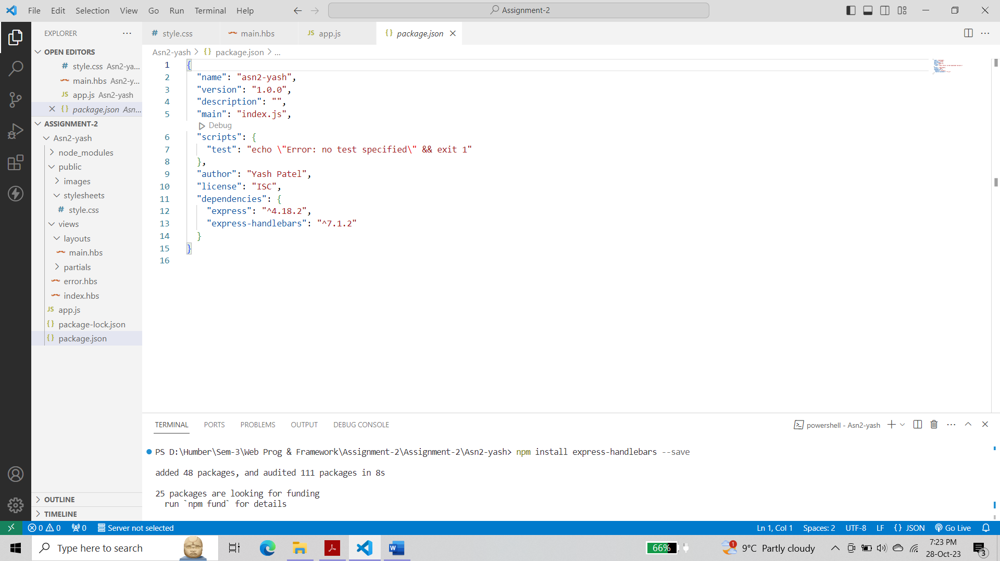 File Edit Selection View Go Run Terminal Help
Assignment-2
EXPLORER
OPEN EDITORS
# style.css Asn2-ya...
main.hbs Asn2-y...
JS app.js Asn2-yash
{} package.json Asn...
ASSIGNMENT-2
Asn2-yash
node_modules
public
images
stylesheets
# style.css
views
layouts
main.hbs
partials
error.hbs
index.hbs
JS app.js
{} package-lock.json
{} package.json
OUTLINE
TIMELINE
# style.css
main.hbs
JS app.js
{} package.json
Asn2-yash > {} package.json > ...
1 {
2 "name": "asn2-yash",
3 "version": "1.0.0",
4 "description": "",
5 "main": "index.js",
Debug
6 "scripts": {
7 "test": "echo \"Error: no test specified\" && exit 1"
8 },
9 "author": "Yash Patel",
10 "license": "ISC",
11 "dependencies": {
12 "express": "^4.18.2",
13 "express-handlebars": "^7.1.2"
14 }
15 }
16
TERMINAL PORTS PROBLEMS OUTPUT DEBUG CONSOLE
powershell - Asn2-yash
PS D:\Humber\Sem-3\Web Prog & Framework\Assignment-2\Assignment-2\Asn2-yash> npm install express-handlebars --save
added 48 packages, and audited 111 packages in 8s
25 packages are looking for funding
run `npm fund` for details
0 0 0 Server not selected
Ln 1, Col 1 Spaces: 2 UTF-8 LF {} JSON Go Live
Type here to search
66%
1
9°C Partly cloudy
7:23 PM
28-Oct-23
3